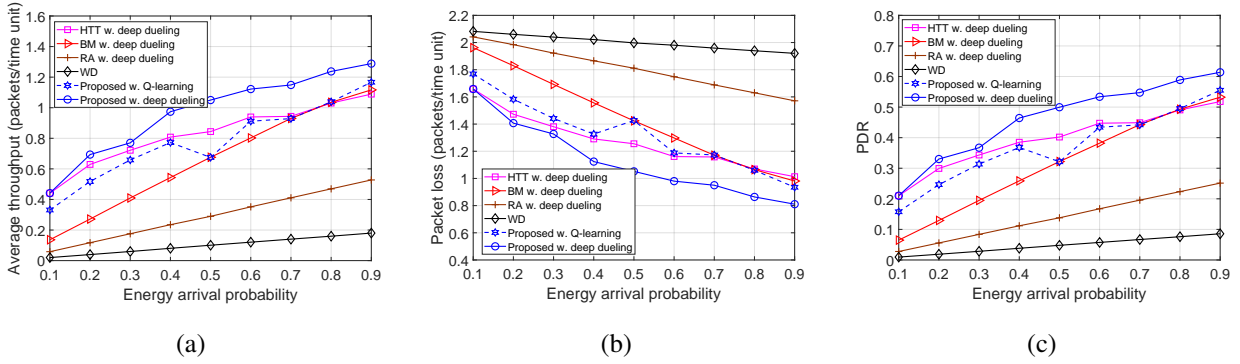 1.6
1.4
1.2
1
0.8
0.6
0.4
0.2
0
Average throughput (packets/time unit)
HTT w. deep dueling
BM w. deep dueling
RA w. deep dueling
WD
Proposed w. Q-learning
Proposed w. deep dueling
0.1 0.2 0.3 0.4 0.5 0.6 0.7 0.8 0.9
Energy arrival probability
(a)
2.2
2
1.8
1.6
1.4
1.2
1.0
0.8
0.6
0.4
Packet loss (packets/time unit)
HTT w. deep dueling
BM w. deep dueling
RA w. deep dueling
WD
Proposed w. Q-learning
Proposed w. deep dueling
0.1 0.2 0.3 0.4 0.5 0.6 0.7 0.8 0.9
Energy arrival probability
(b)
0.8
0.7
0.6
0.5
0.4
0.3
0.2
0.1
0
PDR
HTT w. deep dueling
BM w. deep dueling
RA w. deep dueling
WD
Proposed w. Q-learning
Proposed w. deep dueling
0.1 0.2 0.3 0.4 0.5 0.6 0.7 0.8 0.9
Energy arrival probability
(c)